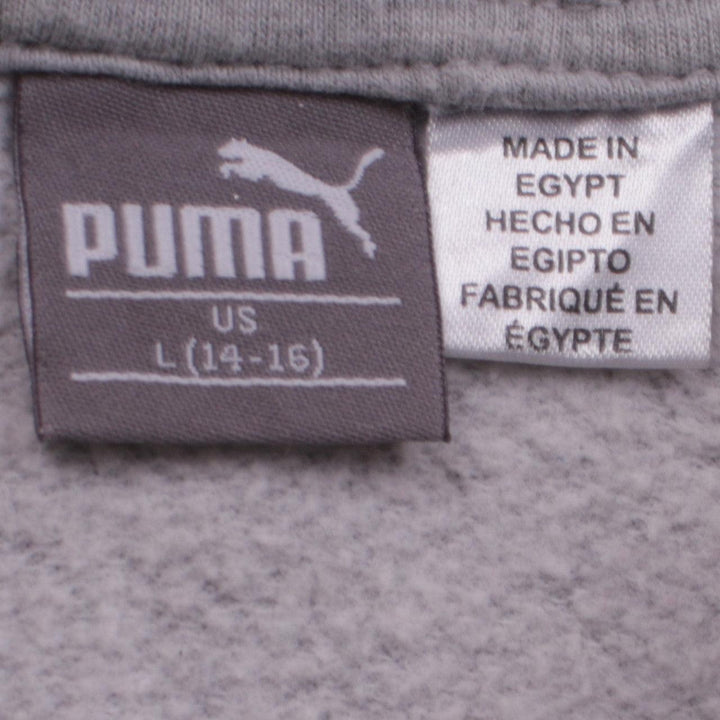 PUMA
US
L (14-16)
MADE IN
EGYPT
HECHO EN
EGIPTO
FABRIQUÉ EN
ÉGYPTE